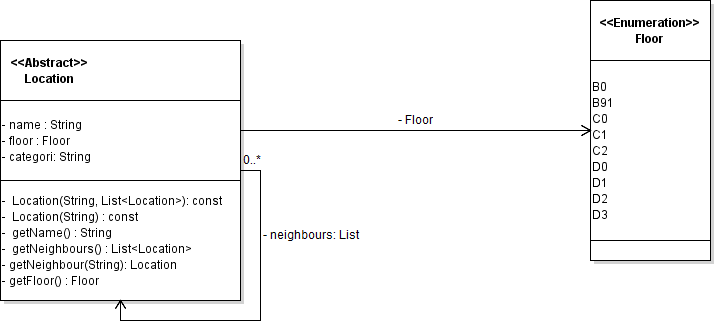 <<Abstract>>
Location
- name : String
- floor : Floor
- categori: String
- Location(String, List<Location>): const
- Location(String) : const
- getName() : String
- getNeighbours() : List<Location>
- getNeighbour(String): Location
- getFloor() : Floor
- Floor
0..*
- neighbours: List
<<Enumeration>>
Floor
B0
B91
C0
C1
C2
D0
D1
D2
D3